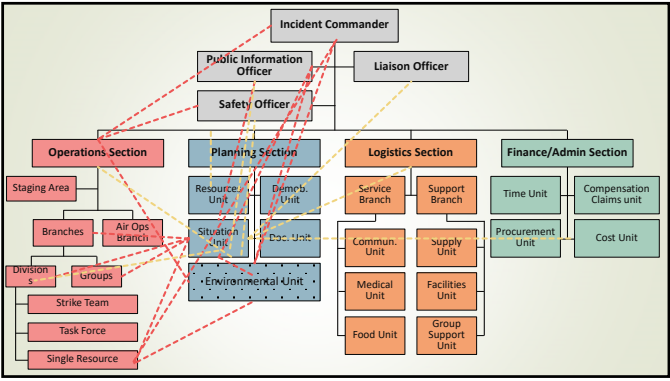 Incident Commander
Public Information
Officer
Liaison Officer
Safety Officer
Operations Section
Planning Section
Logistics Section
Finance/Admin Section
Staging Area
Resources
Unit
Demob.
Unit
Service
Branch
Support
Branch
Time Unit
Compensation
Claims unit
Branches
Air Ops
Branch
Situation
Unit
Doc. Unit
Commun.
Unit
Supply
Unit
Procurement
Unit
Cost Unit
Division
s
Groups
Environmental Unit
Medical
Unit
Facilities
Unit
Strike Team
Task Force
Food Unit
Group
Support
Unit
Single Resource